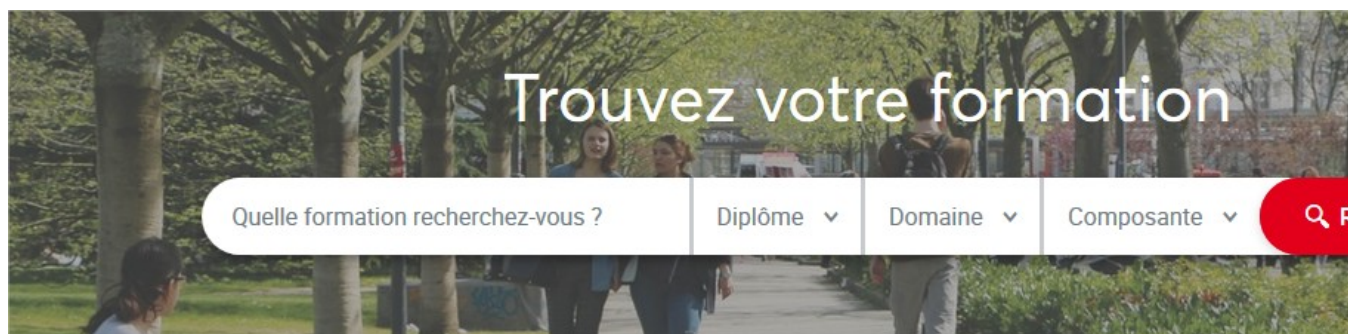 Trouvez votre formation
Quelle formation recherchez-vous ? Diplôme Domaine Composante